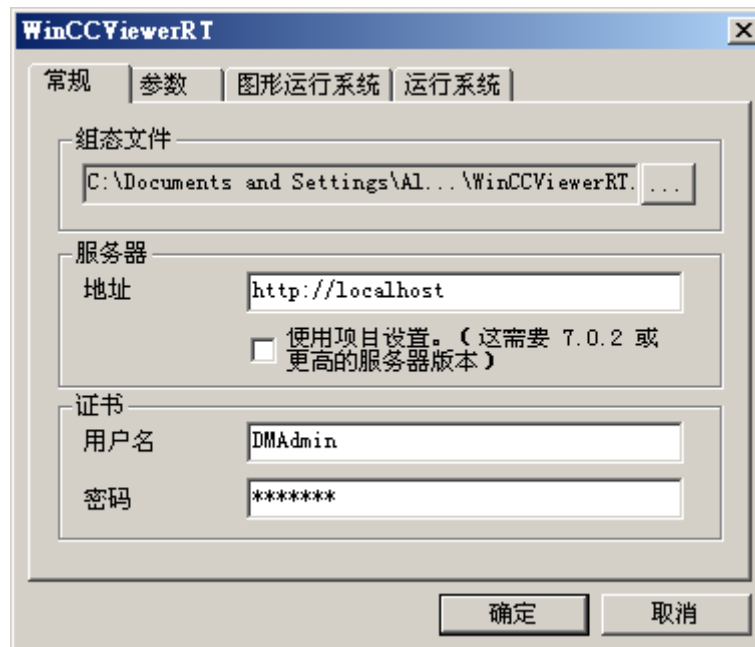 WinCCViewerRT
常规 参数 图形运行系统 运行系统
组态文件
C:\Documents and Settings\Al...\WinCCViewerRT. ...
服务器
地址 http://localhost
使用项目设置。(这需要 7.0.2 或
更高的服务器版本)
证书
用户名 DMAdmin
密码 *******
确定 取消